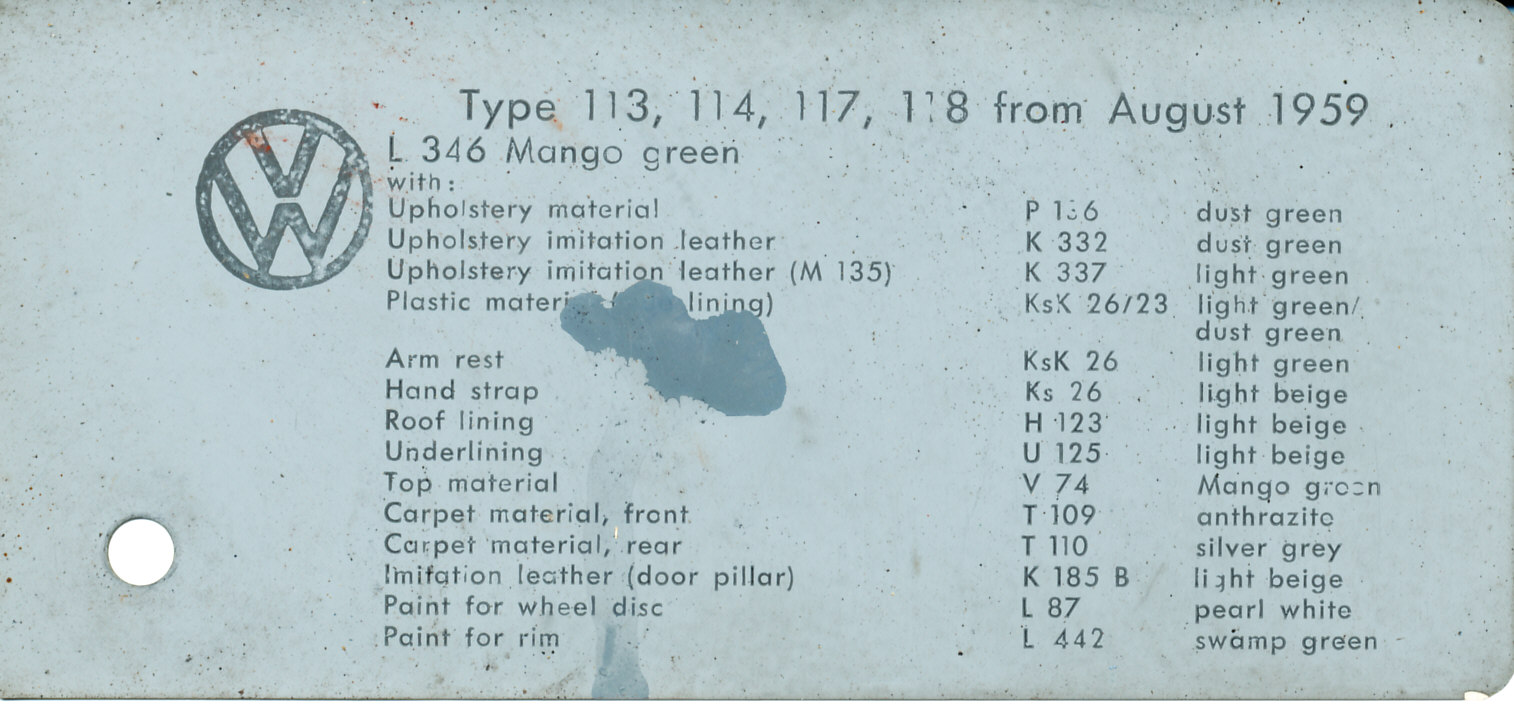 Type 113, 114, 117, 118 from August 1959
L 346 Mango green
with:
Upholstery material P 136 dust green
Upholstery imitation leather K 332 dust green
Upholstery imitation leather (M 135) K 337 light green
Plastic lining) KsK 26/23 light green/
dust green
Arm rest KsK 26 light green
Hand strap Ks 26 light beige
Roof lining H 123 light beige
Underlining U 125 light beige
Top material V 74 Mango green
Carpet material, front T 109 anthrazite
Carpet material, rear T 110 silver grey
Imitation leather (door pillar) K 185 B light beige
Paint for wheel disc L 87 pearl white
Paint for rim L 442 swamp green